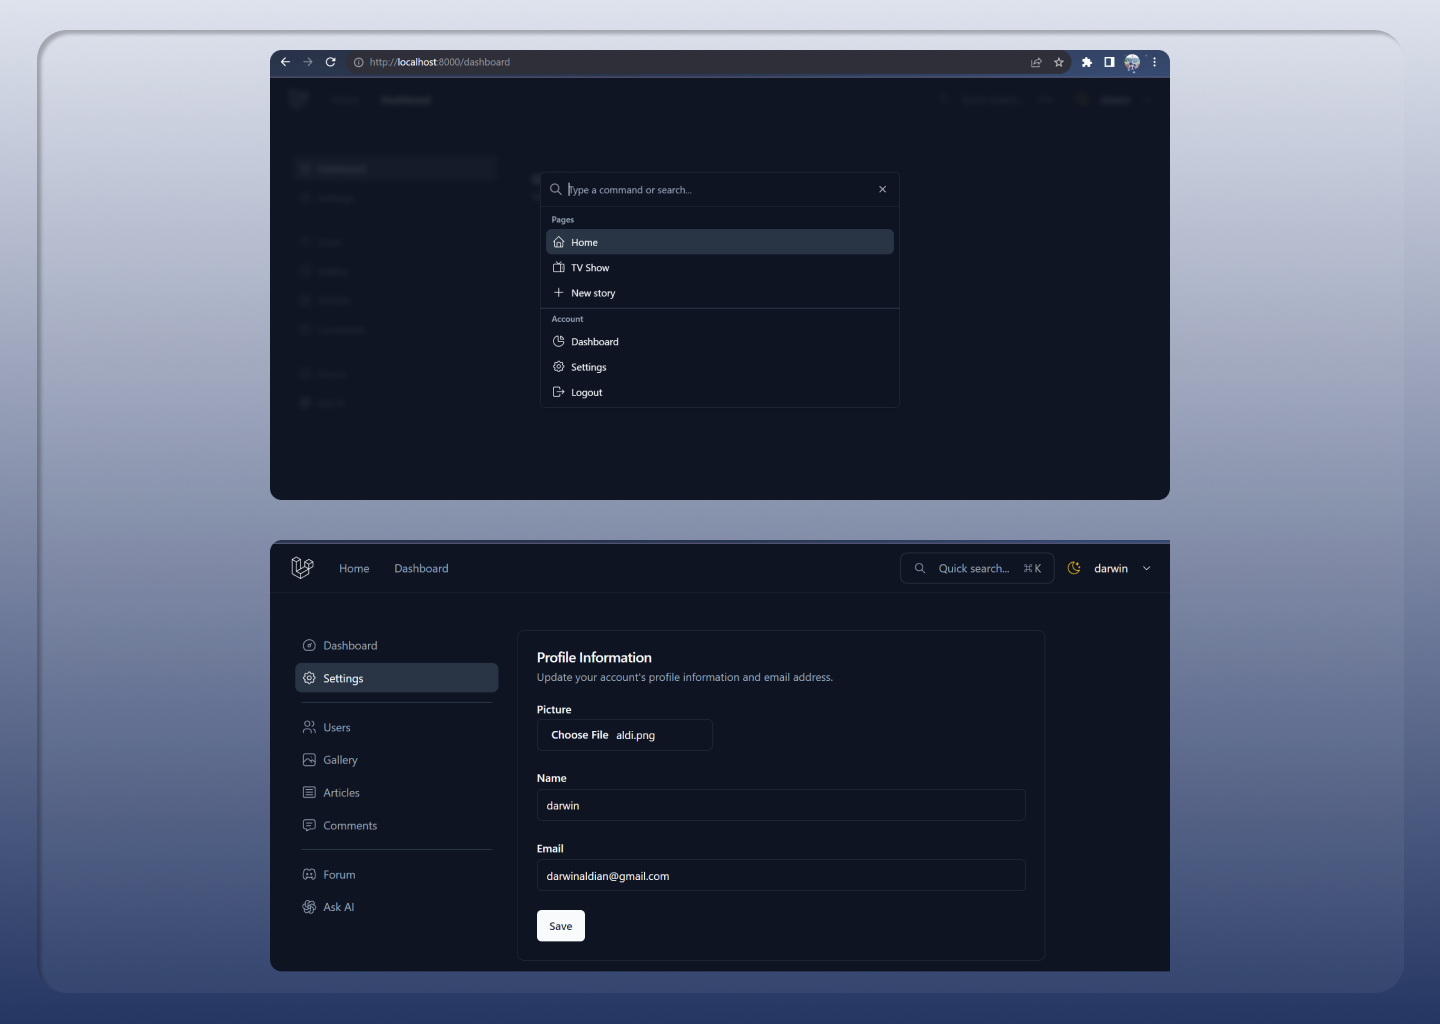 http://localhost:8000/dashboard
Type a command or search...
Pages
Home
TV Show
New story
Account
Dashboard
Settings
Logout
Home Dashboard Quick search... ⌘K darwin
Dashboard
Settings
Users
Gallery
Articles
Comments
Forum
Ask AI
Profile Information
Update your account's profile information and email address.
Picture
Choose File aldi.png
Name
darwin
Email
darwinaldian@gmail.com
Save